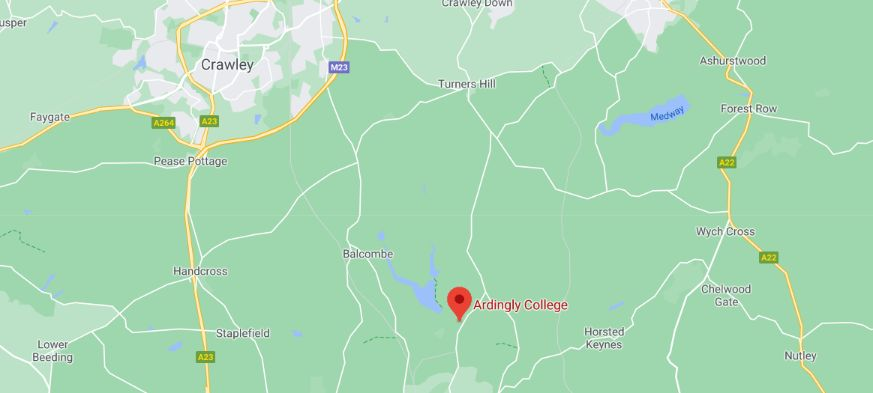 usper
Crawley Down
Crawley
M23
Ashurstwood
Turners Hill
Forest Row
Faygate
A264
A23
Medway
Pease Pottage
A22
Wych Cross
Balcombe
A22
Handcross
Chelwood
Gate
Ardingly College
Staplefield
Horsted
Keynes
Lower
Beeding
A23
Nutley